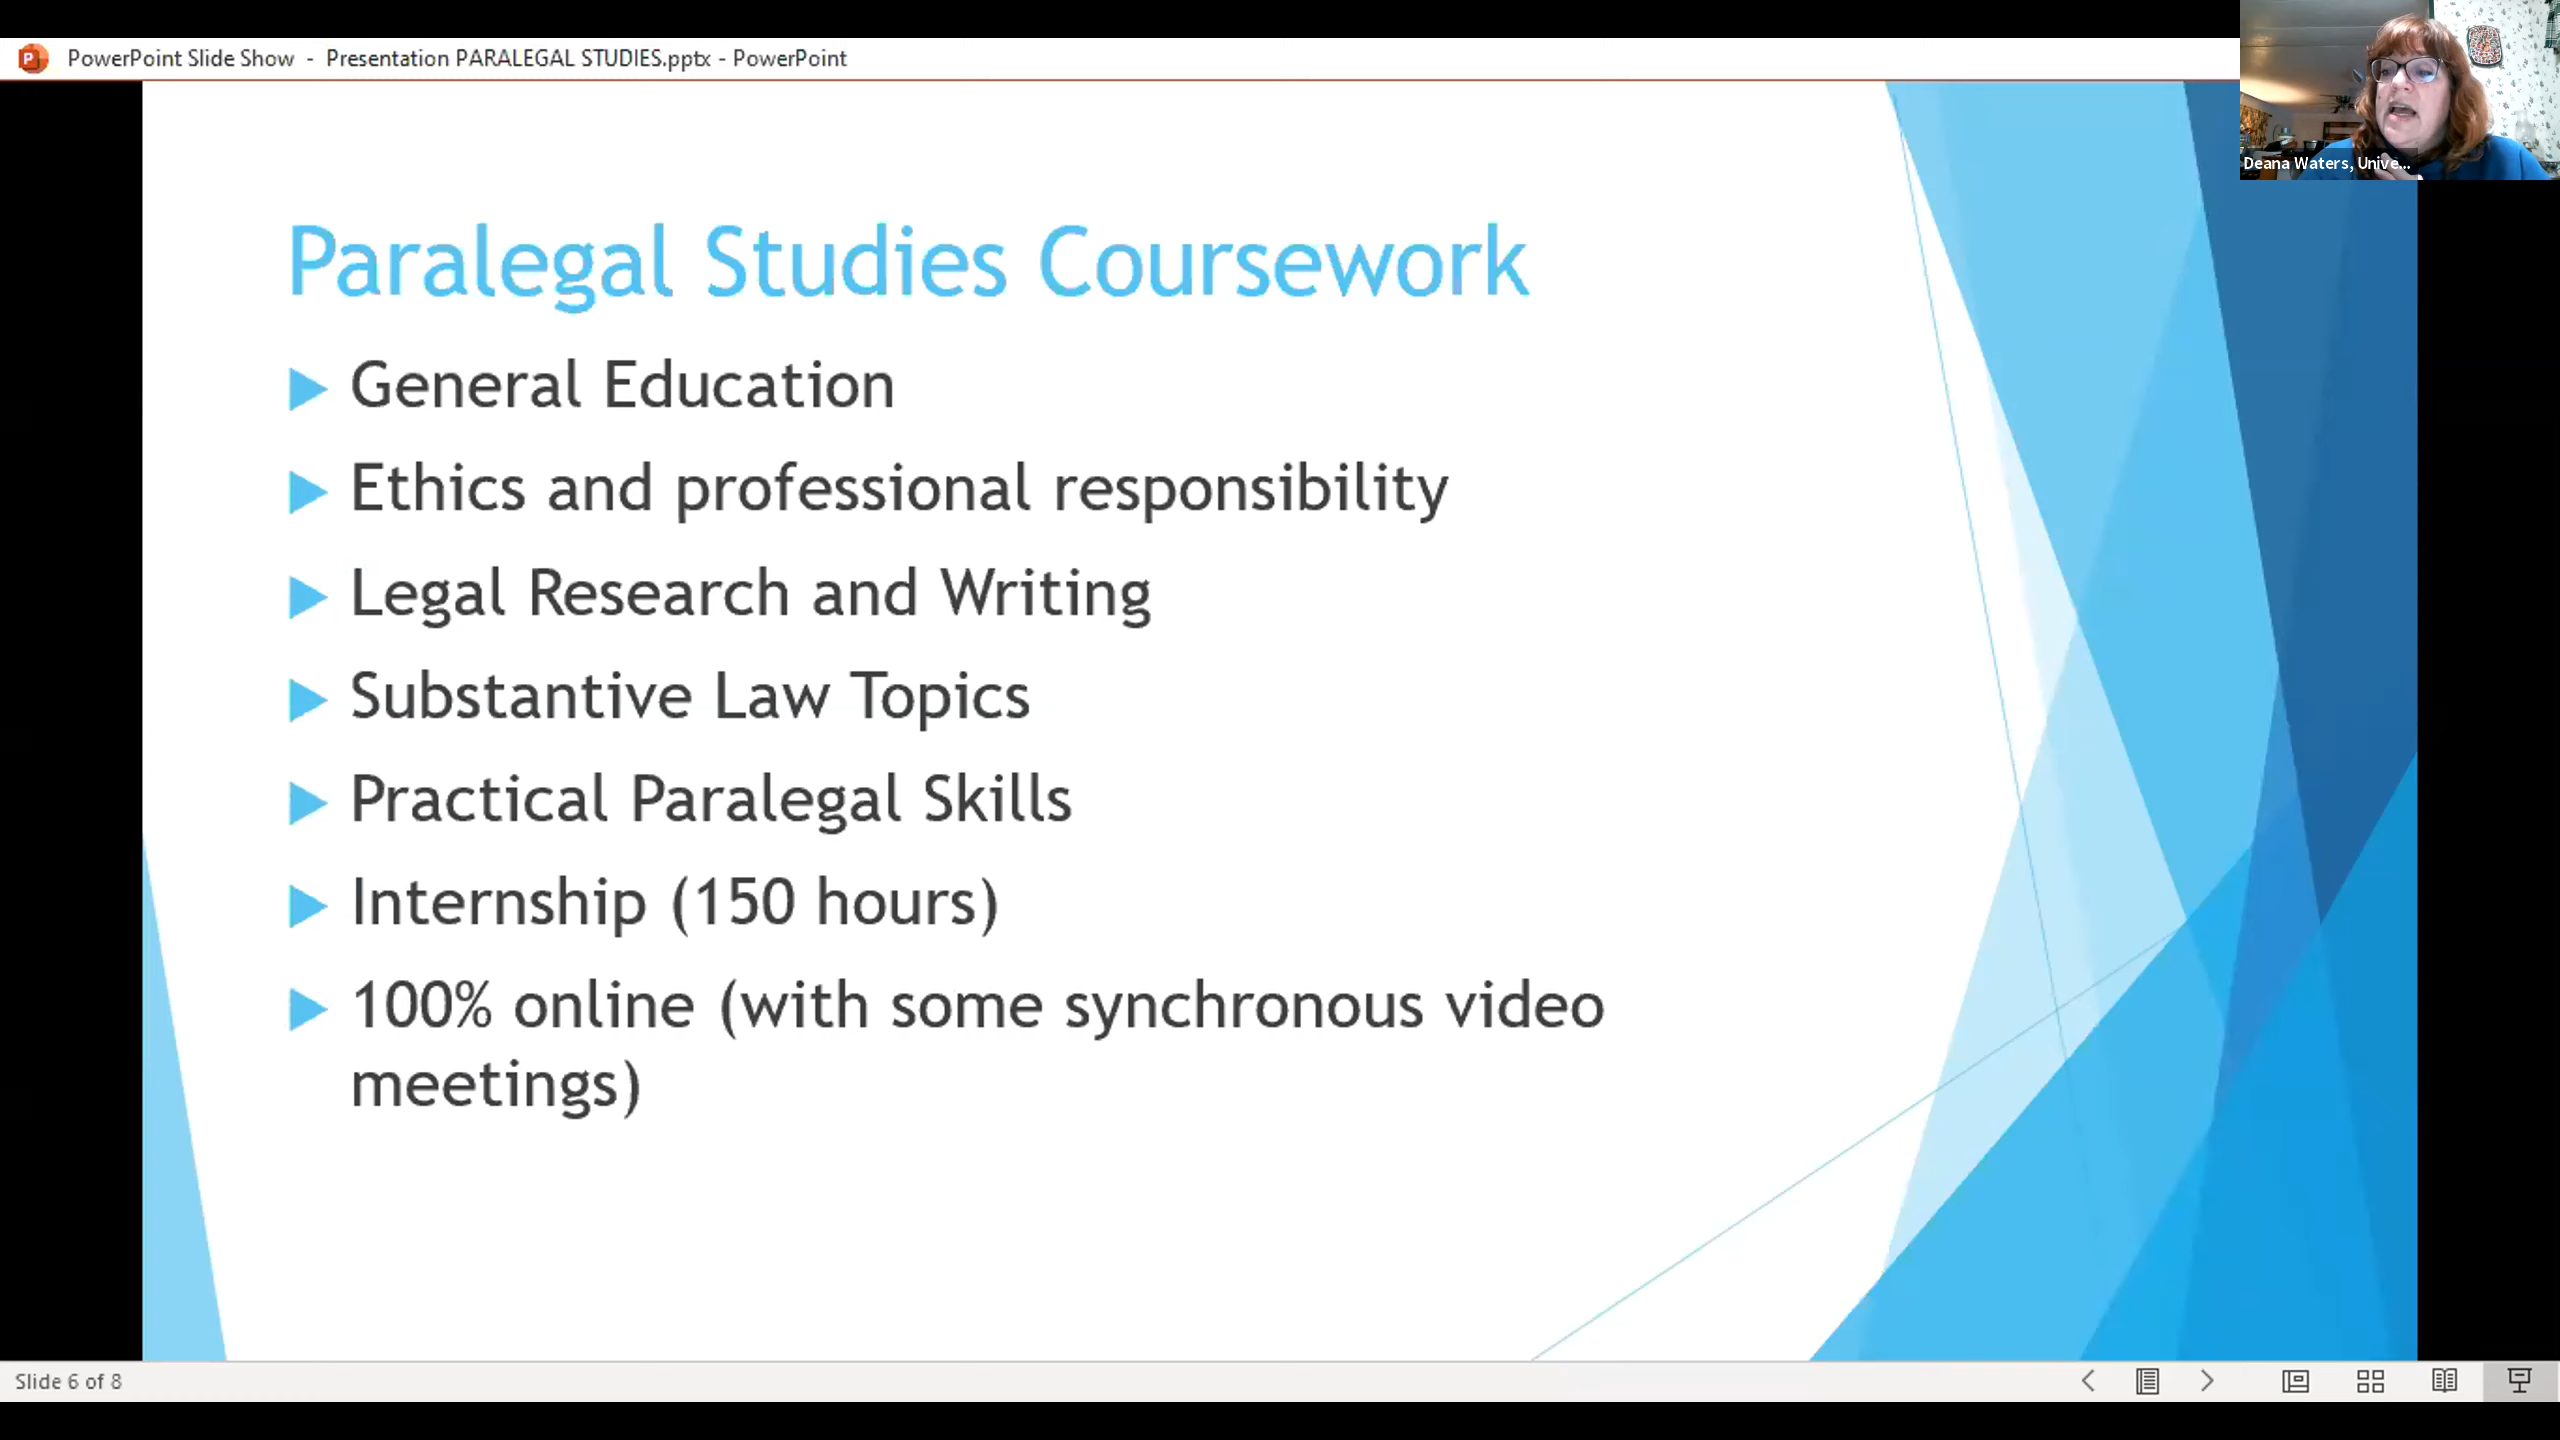 PowerPoint Slide Show - Presentation PARALEGAL STUDIES.pptx - PowerPoint
Deana Waters, Unive...
Paralegal Studies Coursework
General Education
Ethics and professional responsibility
Legal Research and Writing
Substantive Law Topics
Practical Paralegal Skills
Internship (150 hours)
100% online (with some synchronous video
meetings)
Slide 6 of 8